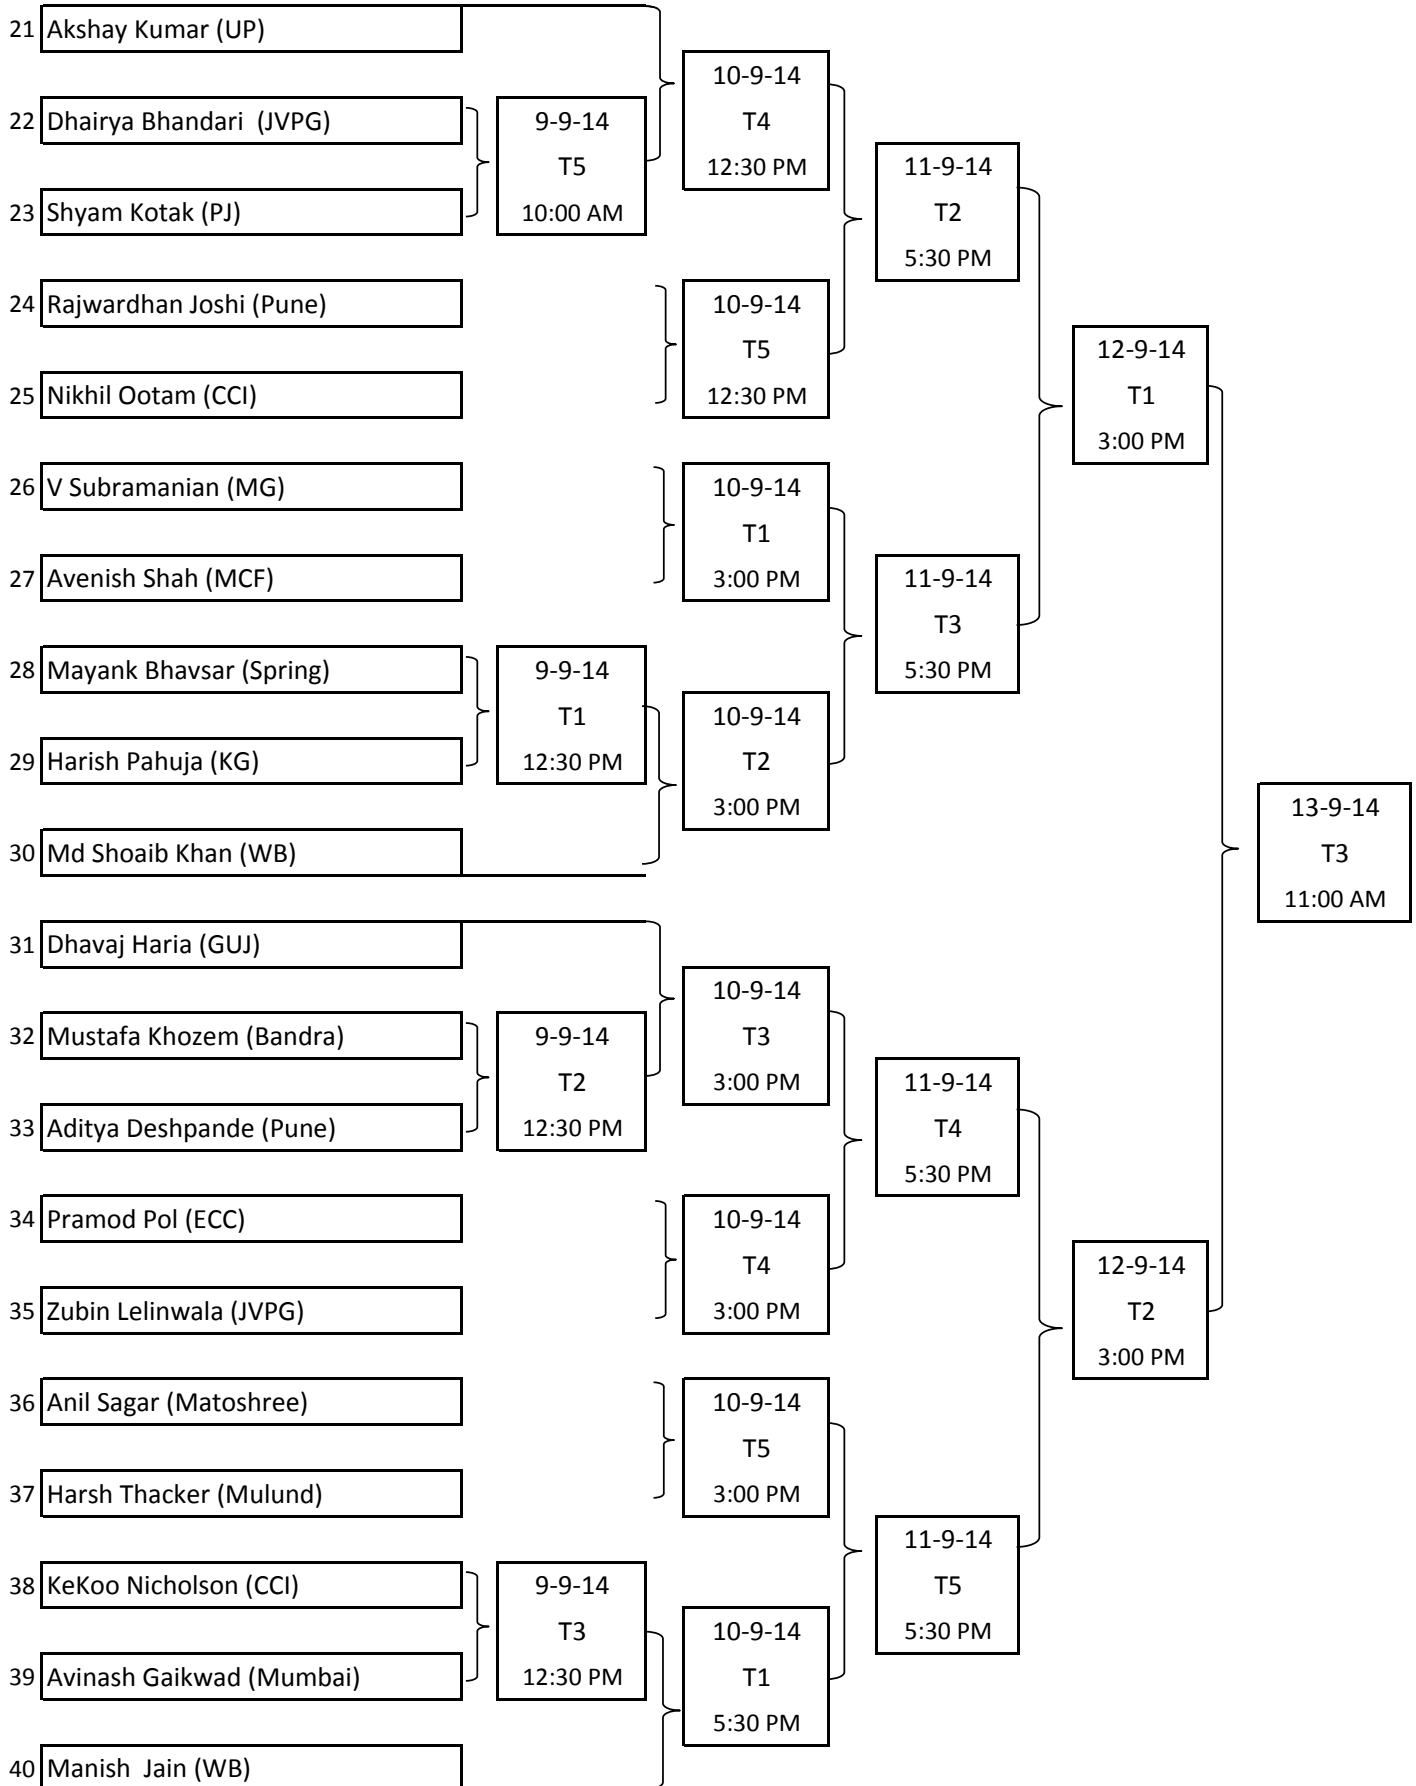 21 Akshay Kumar (UP)
10-9-14
22 Dhairya Bhandari  (JVPG)
9-9-14
T4
T5
12:30 PM
11-9-14
23 Shyam Kotak (PJ)
10:00 AM
T2
5:30 PM
24 Rajwardhan Joshi (Pune)
10-9-14
T5
12-9-14
25 Nikhil Ootam (CCI)
12:30 PM
T1
3:00 PM
26 V Subramanian (MG)
10-9-14
T1
27 Avenish Shah (MCF)
3:00 PM
11-9-14
T3
28 Mayank Bhavsar (Spring)
9-9-14
5:30 PM
T1
10-9-14
29 Harish Pahuja (KG)
12:30 PM
T2
3:00 PM
13-9-14
30 Md Shoaib Khan (WB)
T3
11:00 AM
31 Dhavaj Haria (GUJ)
10-9-14
32 Mustafa Khozem (Bandra)
9-9-14
T3
T2
3:00 PM
11-9-14
33 Aditya Deshpande (Pune)
12:30 PM
T4
5:30 PM
34 Pramod Pol (ECC)
10-9-14
T4
12-9-14
35 Zubin Lelinwala (JVPG)
3:00 PM
T2
3:00 PM
36 Anil Sagar (Matoshree)
10-9-14
T5
37 Harsh Thacker (Mulund)
3:00 PM
11-9-14
38 KeKoo Nicholson (CCI)
9-9-14
T5
T3
10-9-14
5:30 PM
39 Avinash Gaikwad (Mumbai)
12:30 PM
T1
5:30 PM
40 Manish  Jain (WB)